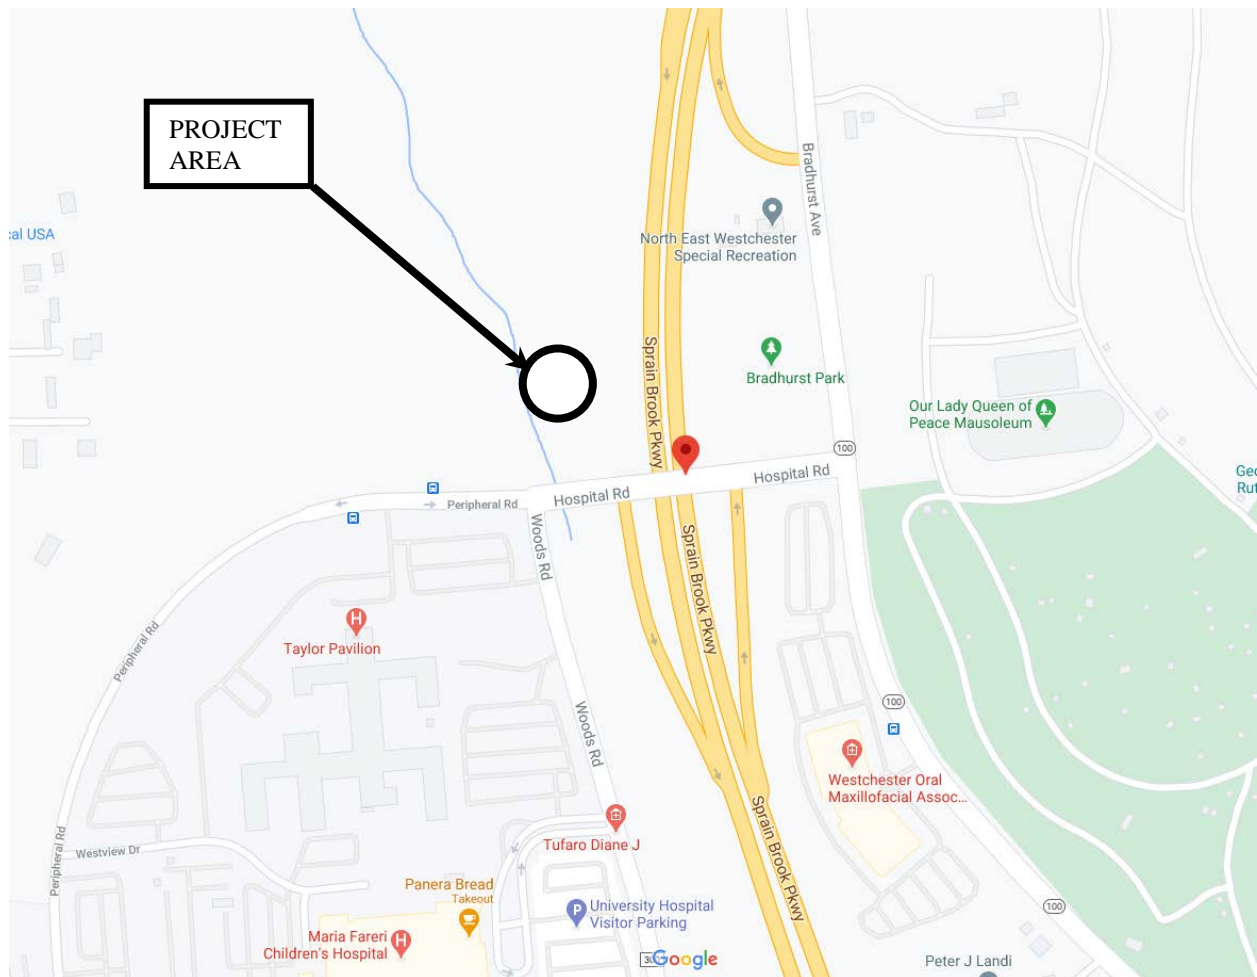 PROJECT
AREA
Bradhurst Ave
cal USA
North East Westchester
Special Recreation
Sprain Brook Pkwy
Bradhurst Park
Our Lady Queen of
Peace Mausoleum
100
Hospital Rd
Hospital Rd
Peripheral Rd
Geo
Rut
Woods Rd
Sprain Brook Pkwy
H
Taylor Pavilion
Peripheral Rd
100
Woods Rd
Westchester Oral
Maxillofacial Assoc...
Sprain Brook Pkwy
Tufaro Diane J
Peripheral Rd
Westview Dr
Panera Bread
Takeout
P
University Hospital
Visitor Parking
100
Maria Fareri
Children's Hospital
H
Google
Peter J Landi